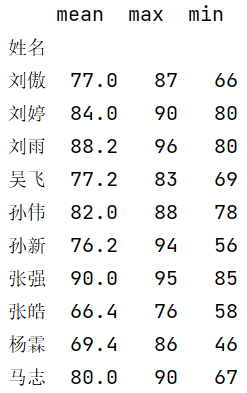 mean max min
姓名
刘傲 77.0 87 66
刘婷 84.0 90 80
刘雨 88.2 96 80
吴飞 77.2 83 69
孙伟 82.0 88 78
孙新 76.2 94 56
张强 90.0 95 85
张皓 66.4 76 58
杨霖 69.4 86 46
马志 80.0 90 67